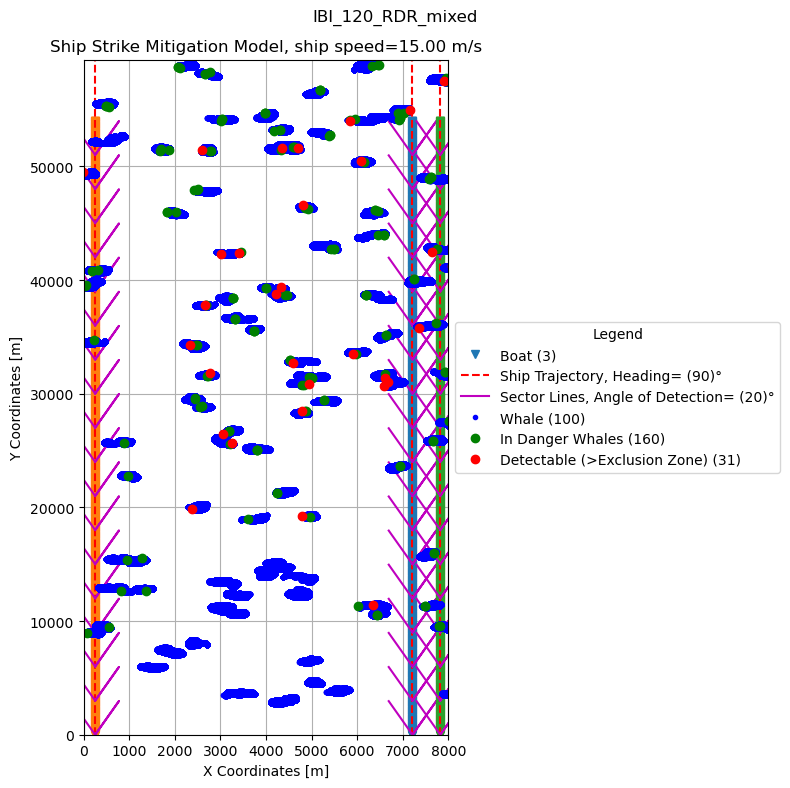 IBI_120_RDR_mixed
Ship Strike Mitigation Model, ship speed=15.00 m/s
Y Coordinates [m]
50000
40000
30000
20000
10000
0
0 1000 2000 3000 4000 5000 6000 7000 8000
X Coordinates [m]
Legend
Boat (3)
Ship Trajectory, Heading= (90)°
Sector Lines, Angle of Detection= (20)°
Whale (100)
In Danger Whales (160)
Detectable (>Exclusion Zone) (31)